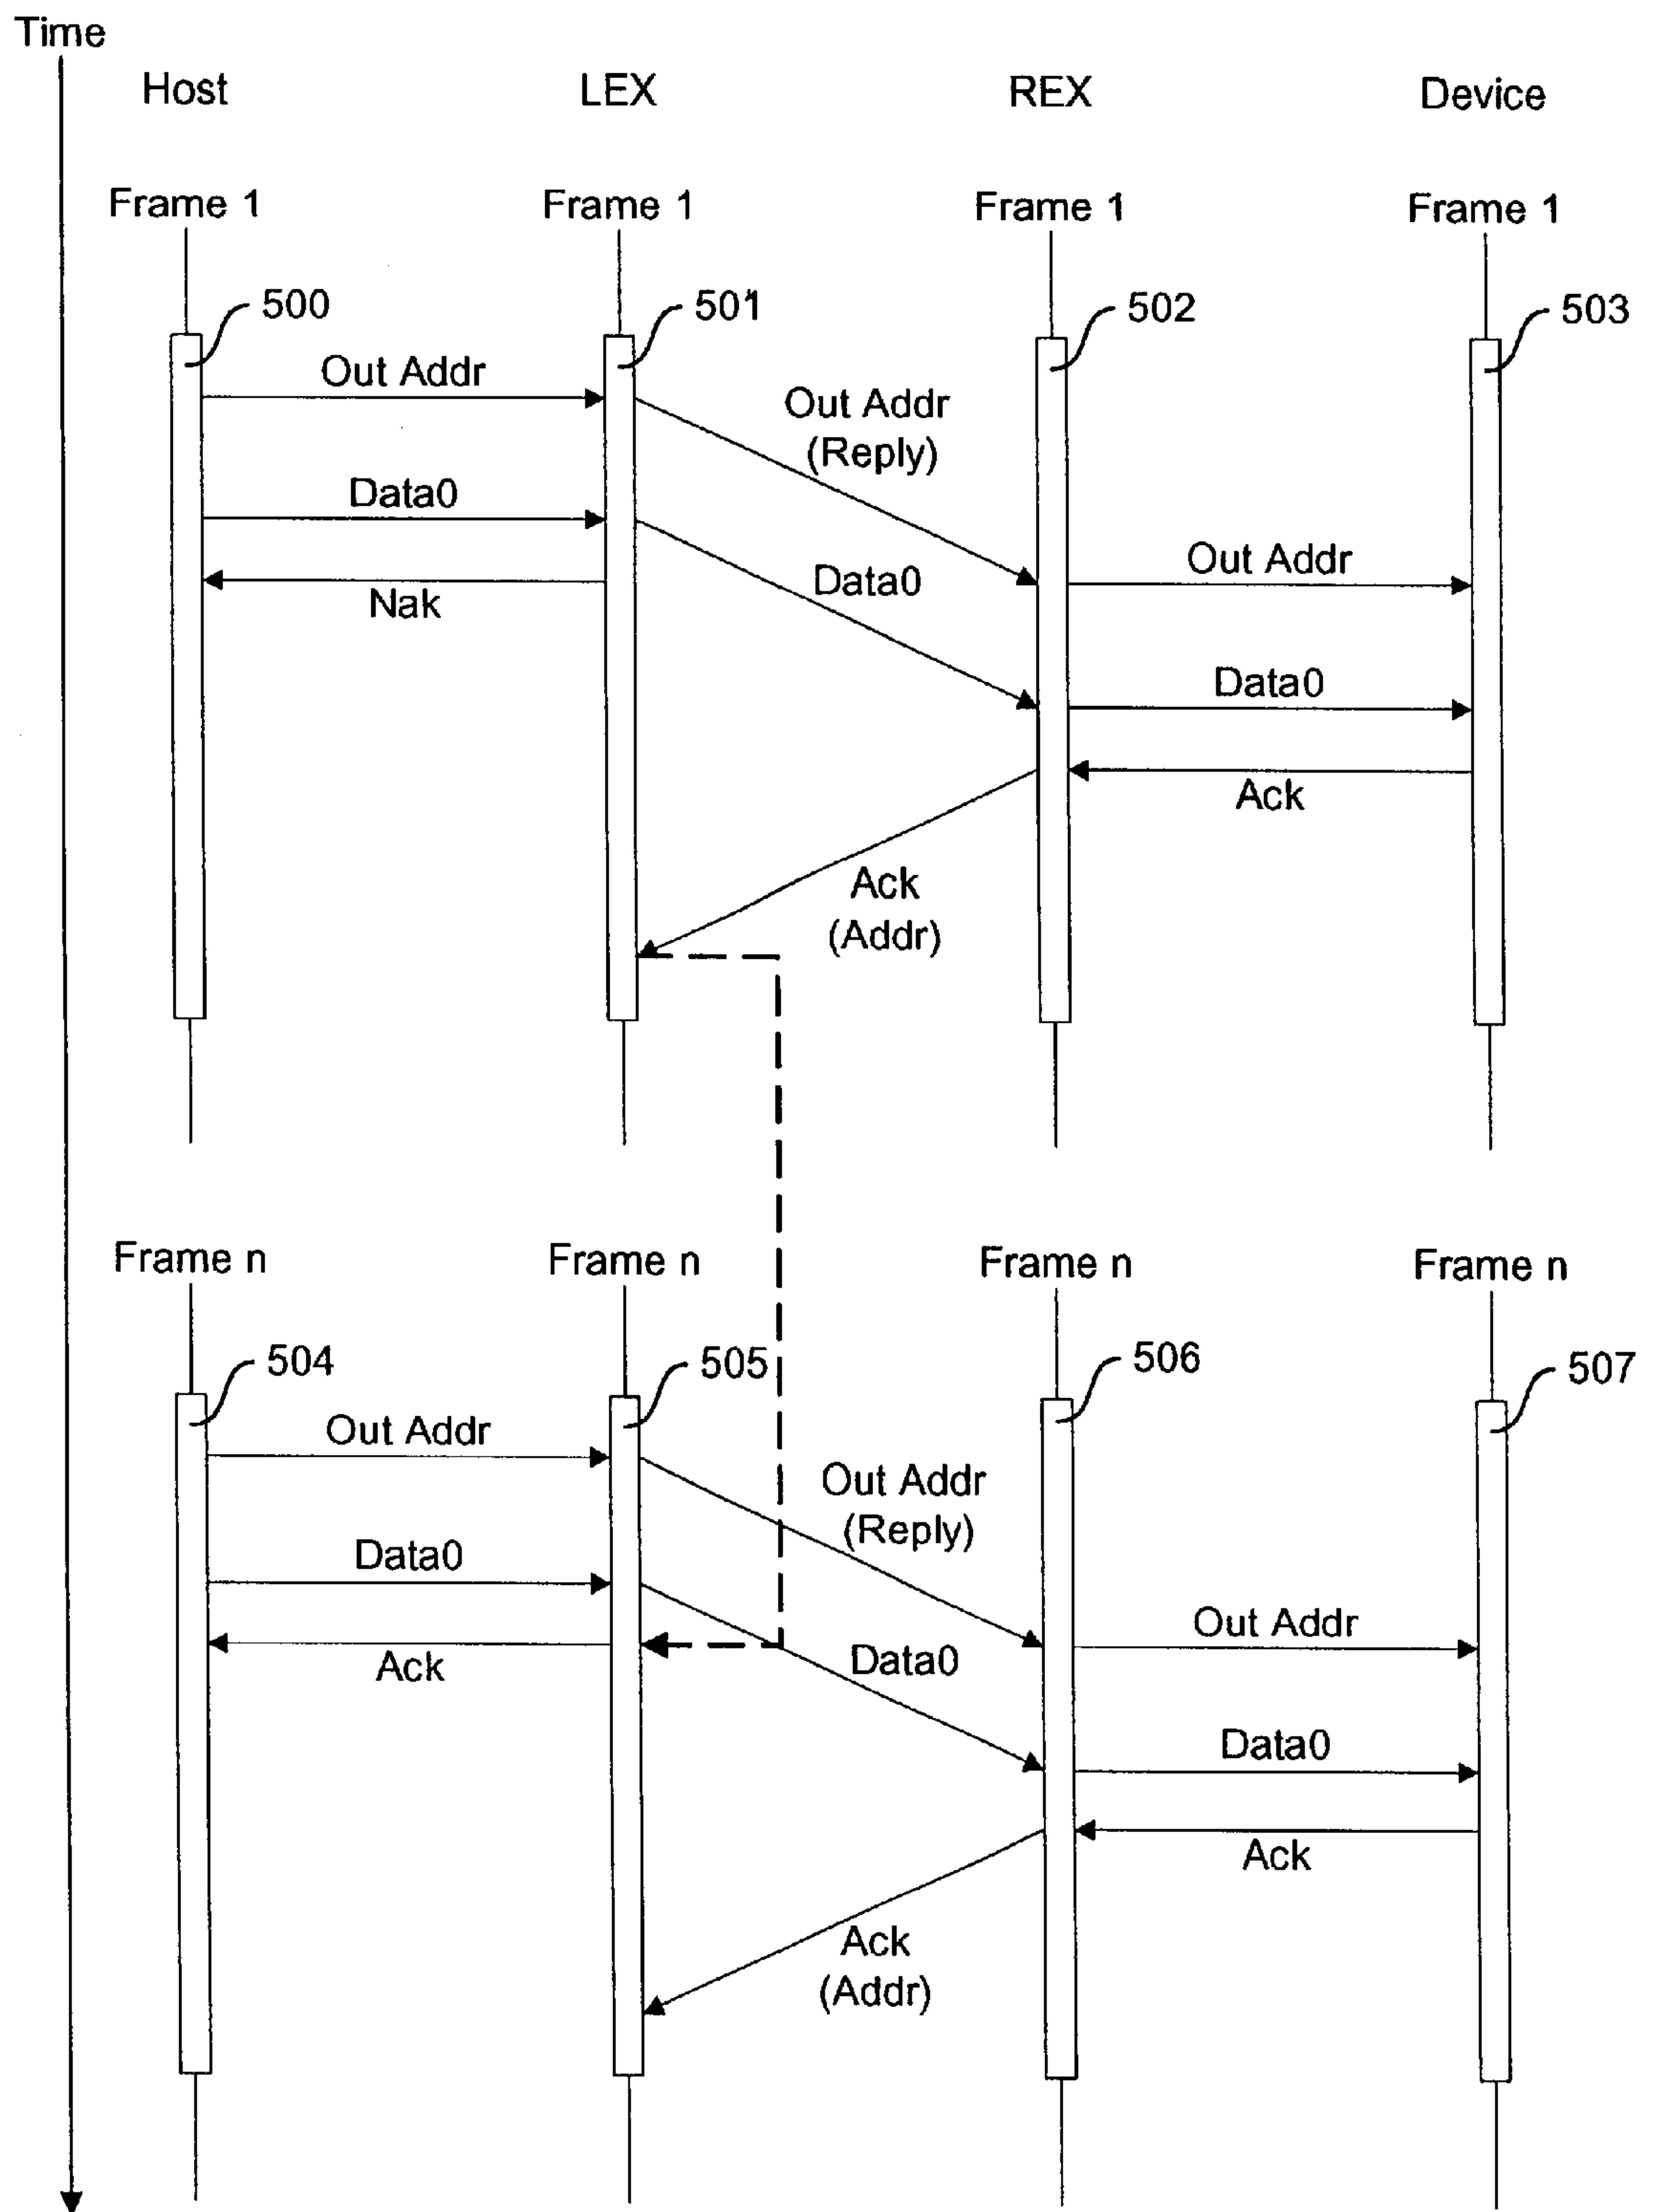 Time
Host
LEX
REX
Device
Frame 1
Frame 1
Frame 1
Frame 1
500
501
502
503
Out Addr
Out Addr
(Reply)
Data0
Data0
Out Addr
Nak
Data0
Ack
Ack
(Addr)
Frame n
Frame n
Frame n
Frame n
504
505
506
507
Out Addr
Out Addr
(Reply)
Data0
Out Addr
Ack
Data0
Data0
Ack
Ack
(Addr)